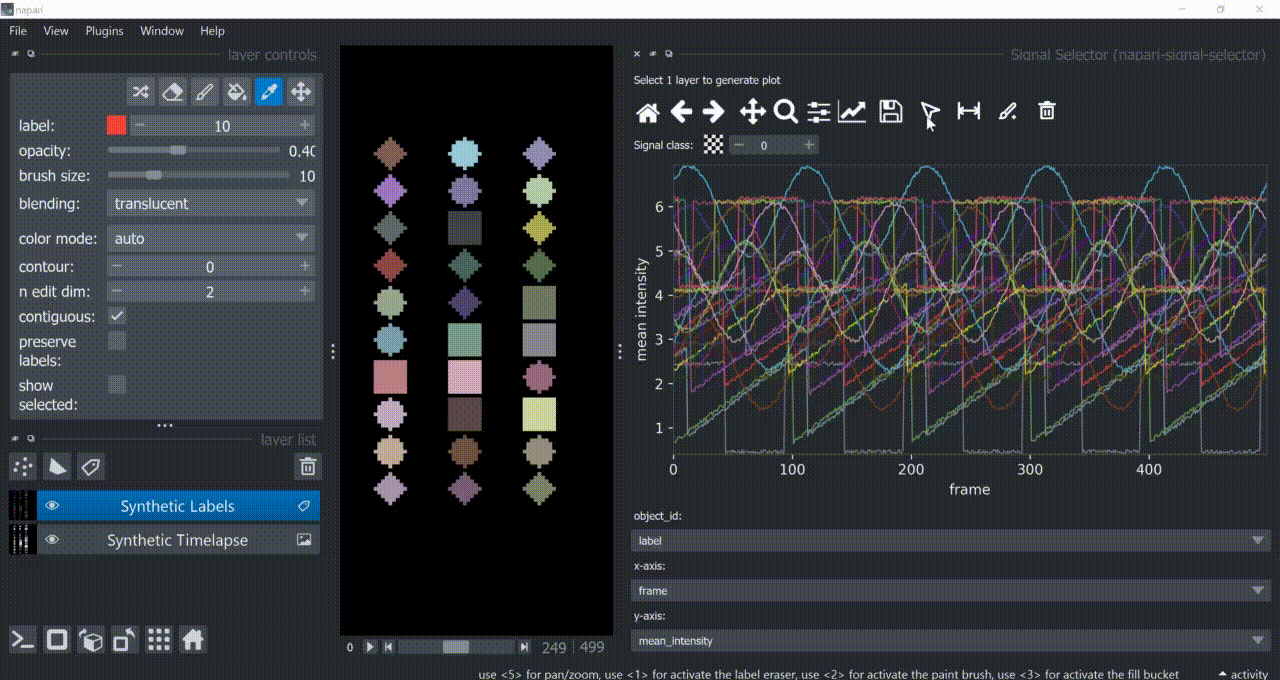 napari
File View Plugins Window Help
layer controls
label: 10
opacity: 0.40
brush size: 10
blending: translucent
color mode: auto
contour: 0
n edit dim: 2
contiguous:
preserve
labels:
show
selected:
layer list
Synthetic Labels
Synthetic Timelapse
0 249 | 499
Signal Selector (napari-signal-selector)
Select 1 layer to generate plot
Signal class: 0
mean intensity
6
5
4
3
2
1
0 100 200 300 400
frame
object_id:
label
x-axis:
frame
y-axis:
mean_intensity
use <5> for pan/zoom, use <1> for activate the label eraser, use <2> for activate the paint brush, use <3> for activate the fill bucket
activity